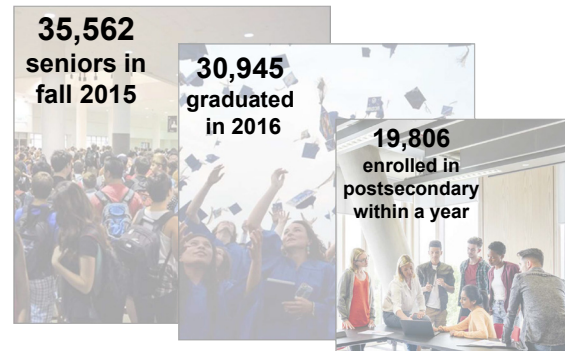 35,562
seniors in
fall 2015
30,945
graduated
in 2016
19,806
enrolled in
postsecondary
within a year